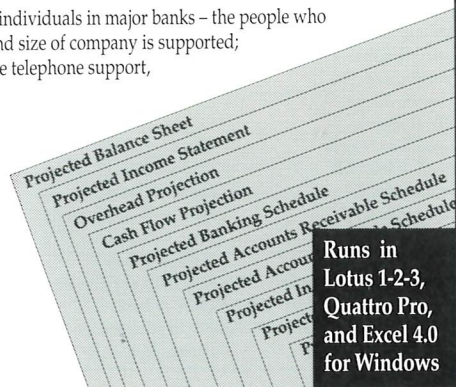 individuals in major banks – the people who
nd size of company is supported;
e telephone support,
Projected Balance Sheet
Projected Income Statement
Overhead Projection
Cash Flow Projection
Projected Banking Schedule
Projected Accounts Receivable Schedule
Projected Accou Schedule
Projected In
Project
P
Runs in
Lotus 1-2-3,
Quattro Pro,
and Excel 4.0
for Windows